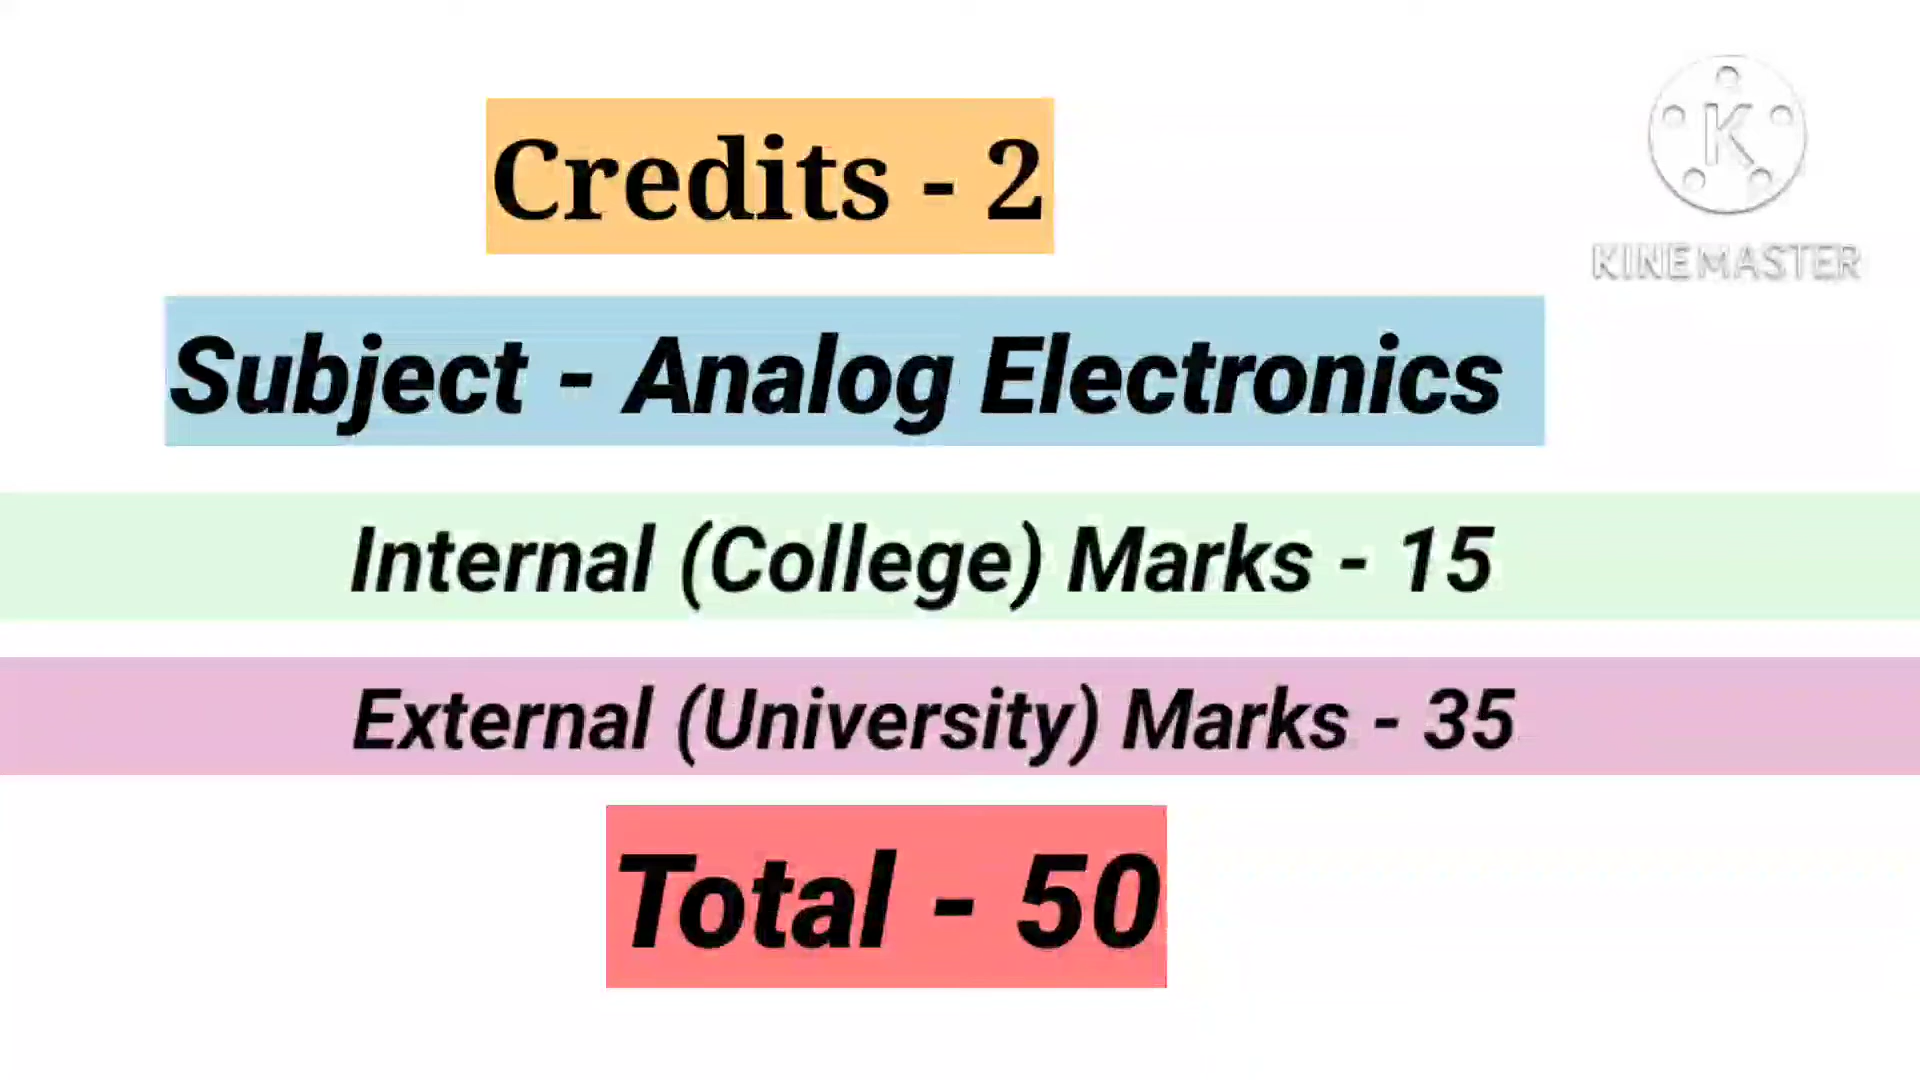 Credits - 2
K
KINEMASTER
Subject - Analog Electronics
Internal (College) Marks - 15
External (University) Marks - 35
Total - 50